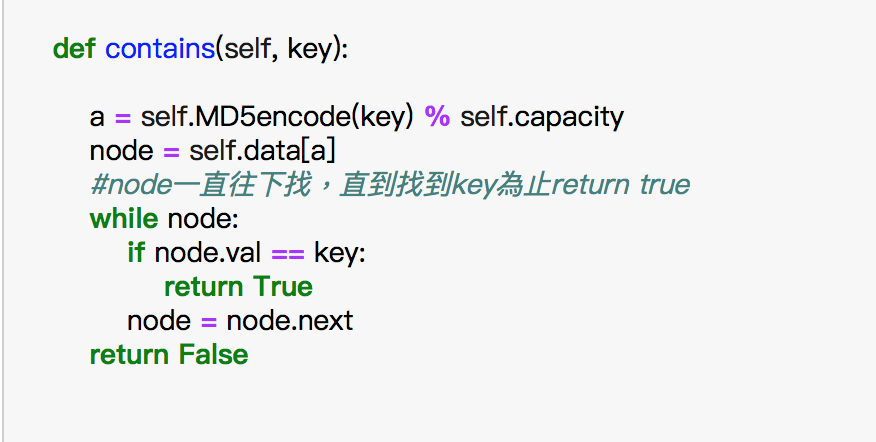 def contains(self, key):
a = self.MD5encode(key) % self.capacity
node = self.data[a]
#node一直往下找，直到找到key為止return true
while node:
if node.val == key:
return True
node = node.next
return False